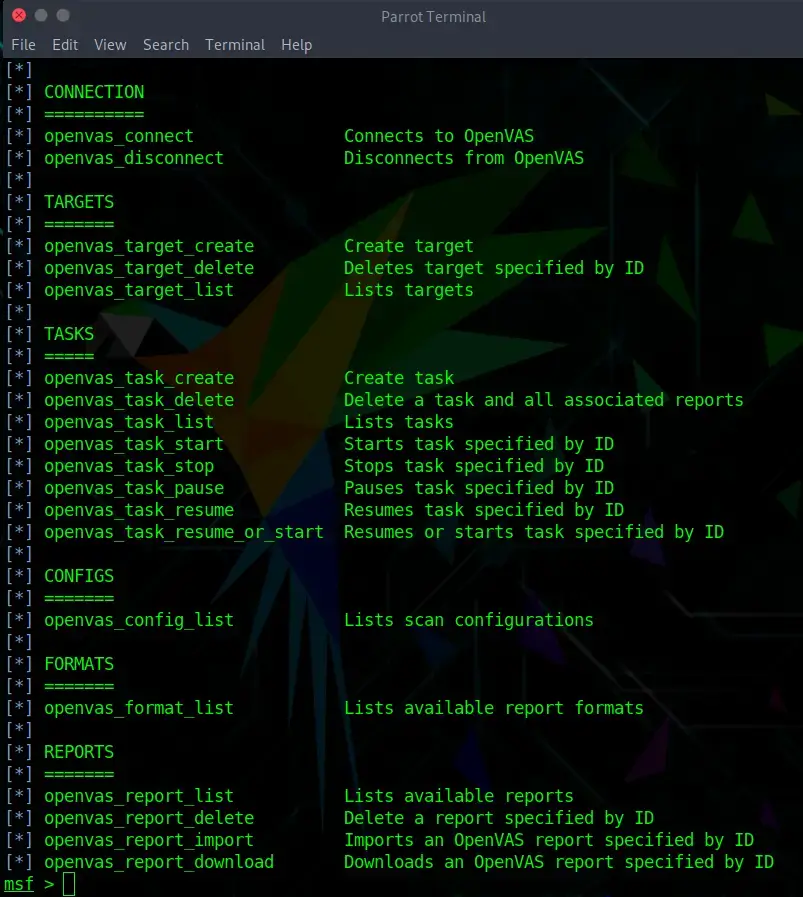 Parrot Terminal
File Edit View Search Terminal Help
[*]
[*] CONNECTION
[*] ==========
[*] openvas_connect Connects to OpenVAS
[*] openvas_disconnect Disconnects from OpenVAS
[*]
[*] TARGETS
[*] =======
[*] openvas_target_create Create target
[*] openvas_target_delete Deletes target specified by ID
[*] openvas_target_list Lists targets
[*]
[*] TASKS
[*] =====
[*] openvas_task_create Create task
[*] openvas_task_delete Delete a task and all associated reports
[*] openvas_task_list Lists tasks
[*] openvas_task_start Starts task specified by ID
[*] openvas_task_stop Stops task specified by ID
[*] openvas_task_pause Pauses task specified by ID
[*] openvas_task_resume Resumes task specified by ID
[*] openvas_task_resume_or_start Resumes or starts task specified by ID
[*]
[*] CONFIGS
[*] =======
[*] openvas_config_list Lists scan configurations
[*]
[*] FORMATS
[*] =======
[*] openvas_format_list Lists available report formats
[*]
[*] REPORTS
[*] =======
[*] openvas_report_list Lists available reports
[*] openvas_report_delete Delete a report specified by ID
[*] openvas_report_import Imports an OpenVAS report specified by ID
[*] openvas_report_download Downloads an OpenVAS report specified by ID
msf >